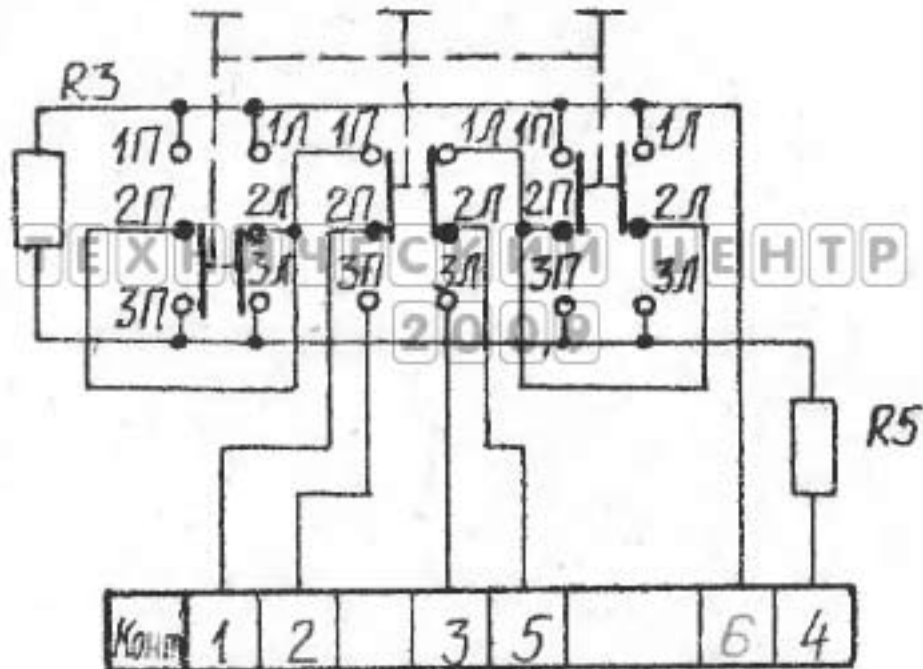 R3
1П 1Л 1П 1Л 1П 1Л
2П 2Л 2П 2Л 2П 2Л
ТЕХНИЧЕСКИЙ ЦЕНТР
3П 3Л 3П 3Л 3П 3Л
2009
R5
Конт 1 2 3 5 6 4